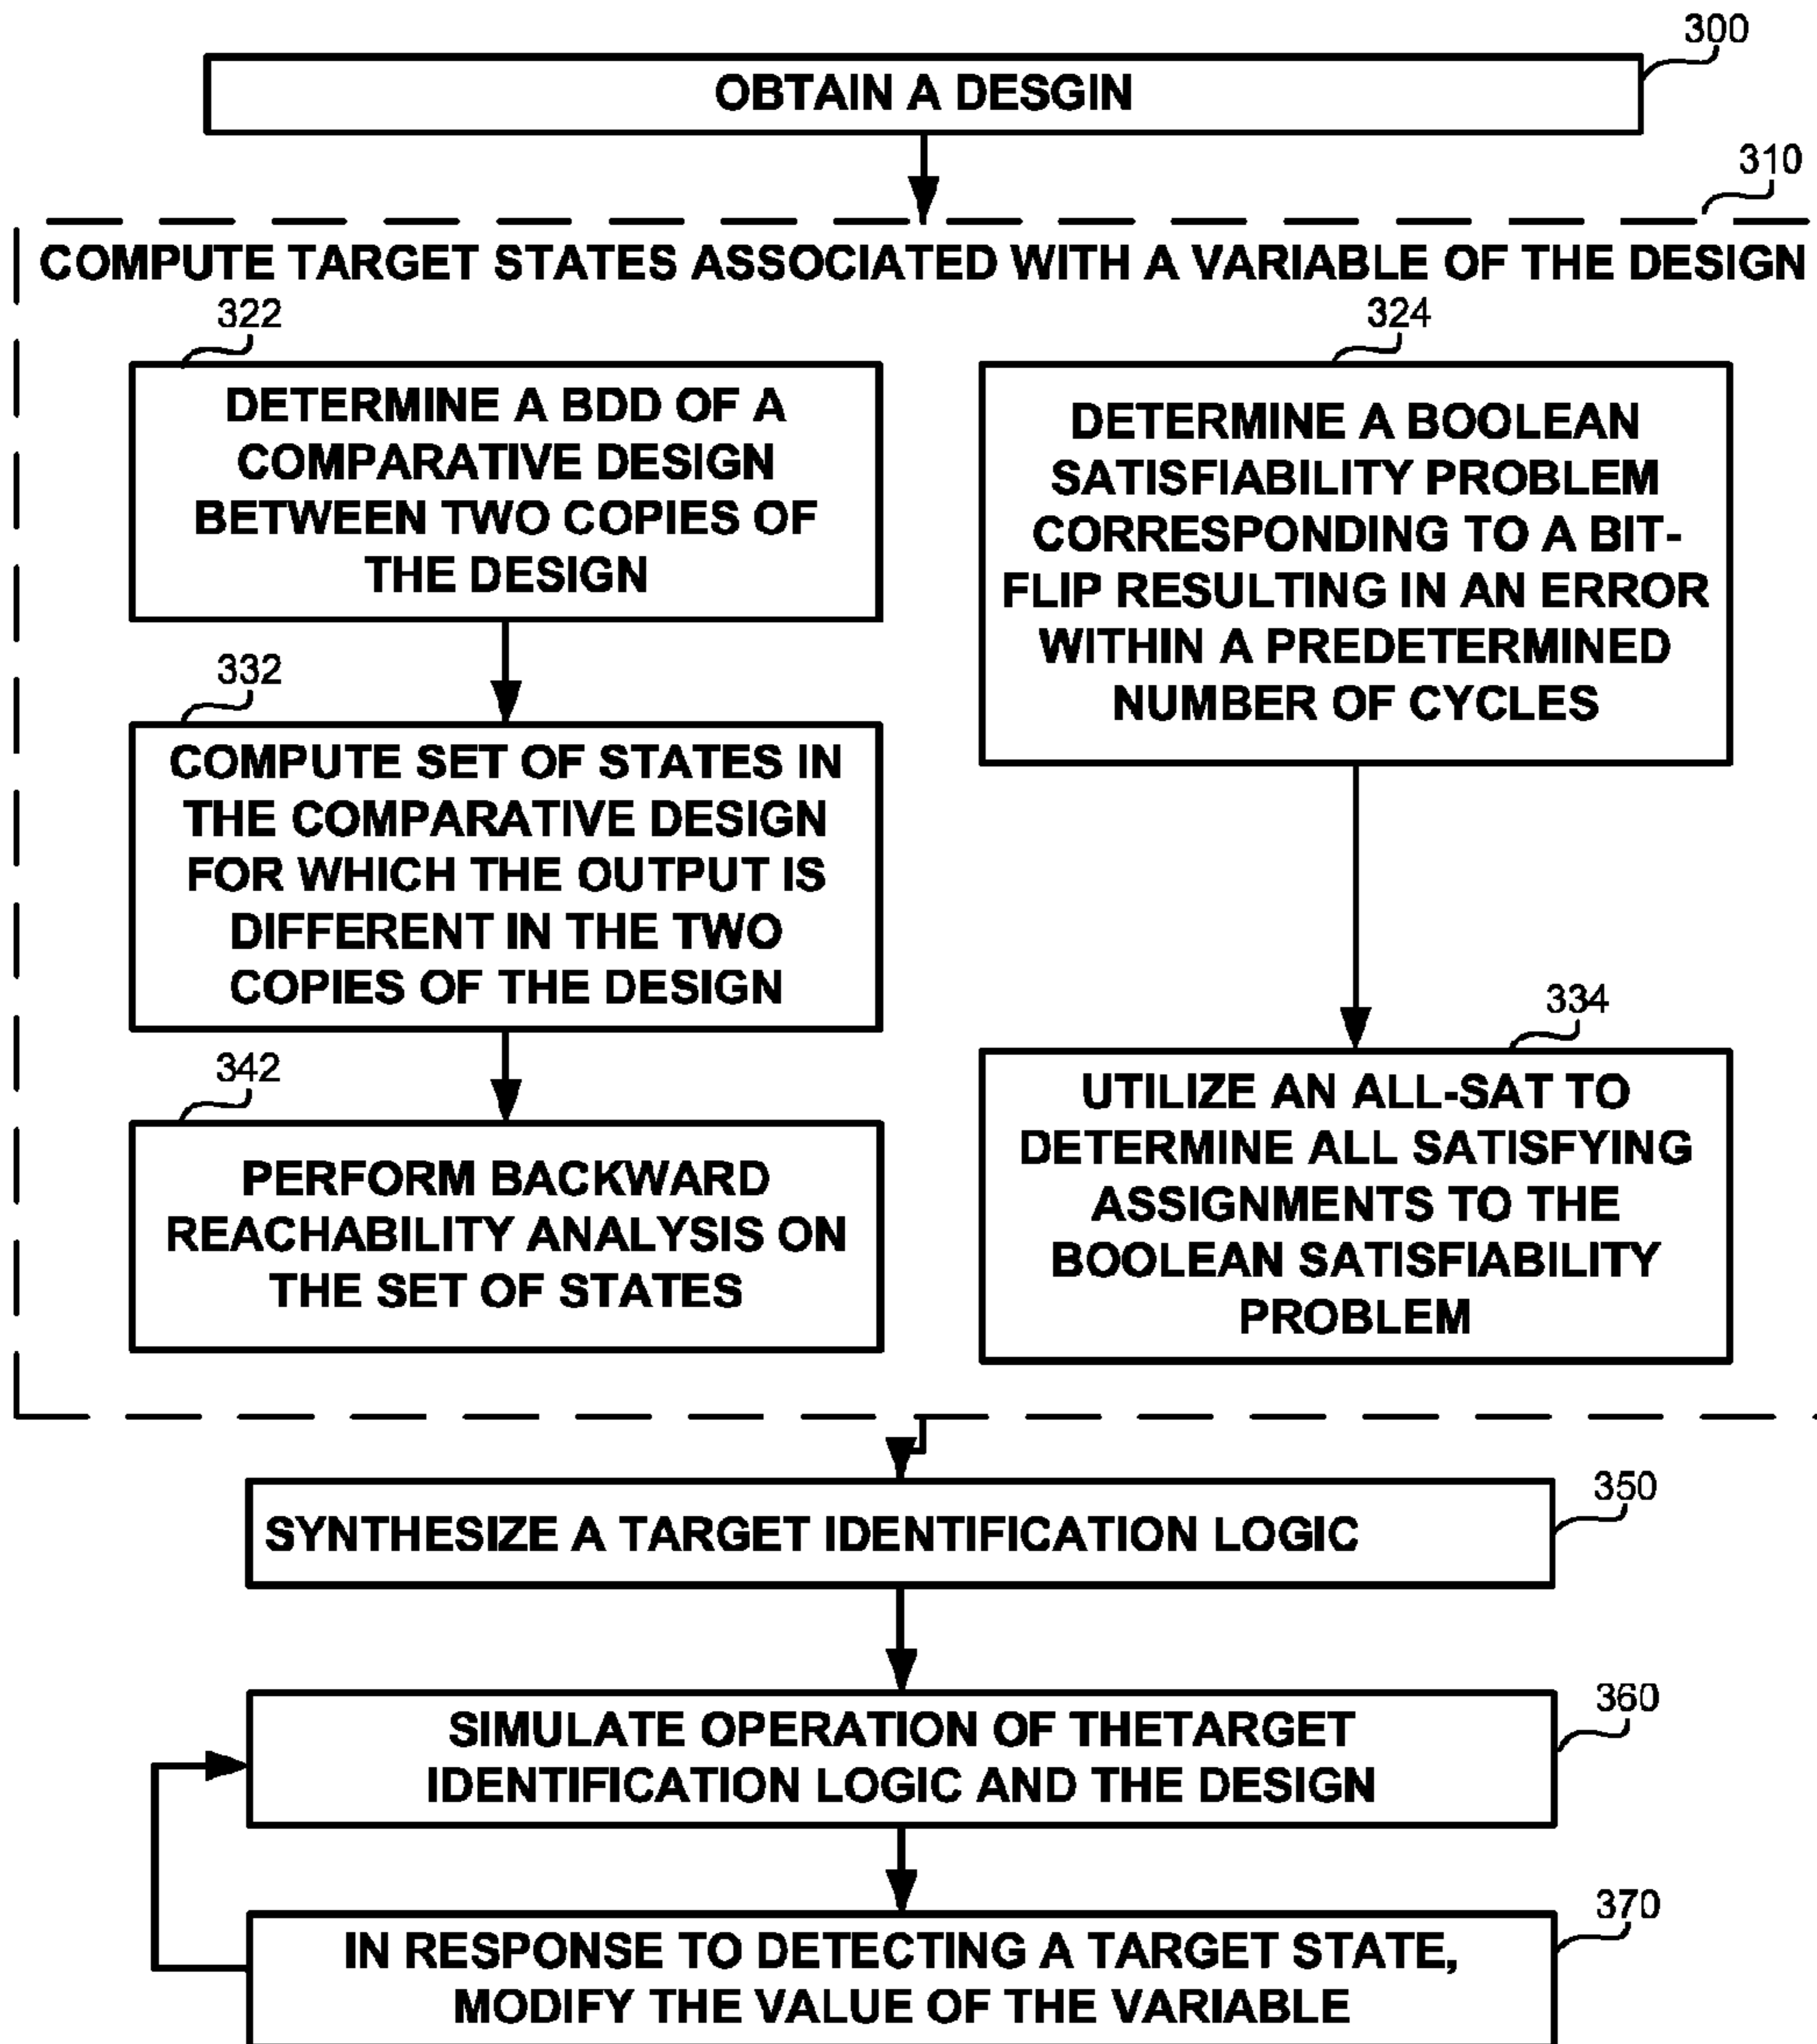 300
OBTAIN A DESGIN
310
COMPUTE TARGET STATES ASSOCIATED WITH A VARIABLE OF THE DESIGN
322
DETERMINE A BDD OF A
COMPARATIVE DESIGN
BETWEEN TWO COPIES OF
THE DESIGN
332
COMPUTE SET OF STATES IN
THE COMPARATIVE DESIGN
FOR WHICH THE OUTPUT IS
DIFFERENT IN THE TWO
COPIES OF THE DESIGN
342
PERFORM BACKWARD
REACHABILITY ANALYSIS ON
THE SET OF STATES
324
DETERMINE A BOOLEAN
SATISFIABILITY PROBLEM
CORRESPONDING TO A BIT-
FLIP RESULTING IN AN ERROR
WITHIN A PREDETERMINED
NUMBER OF CYCLES
334
UTILIZE AN ALL-SAT TO
DETERMINE ALL SATISFYING
ASSIGNMENTS TO THE
BOOLEAN SATISFIABILITY
PROBLEM
350
SYNTHESIZE A TARGET IDENTIFICATION LOGIC
360
SIMULATE OPERATION OF THETARGET
IDENTIFICATION LOGIC AND THE DESIGN
370
IN RESPONSE TO DETECTING A TARGET STATE,
MODIFY THE VALUE OF THE VARIABLE